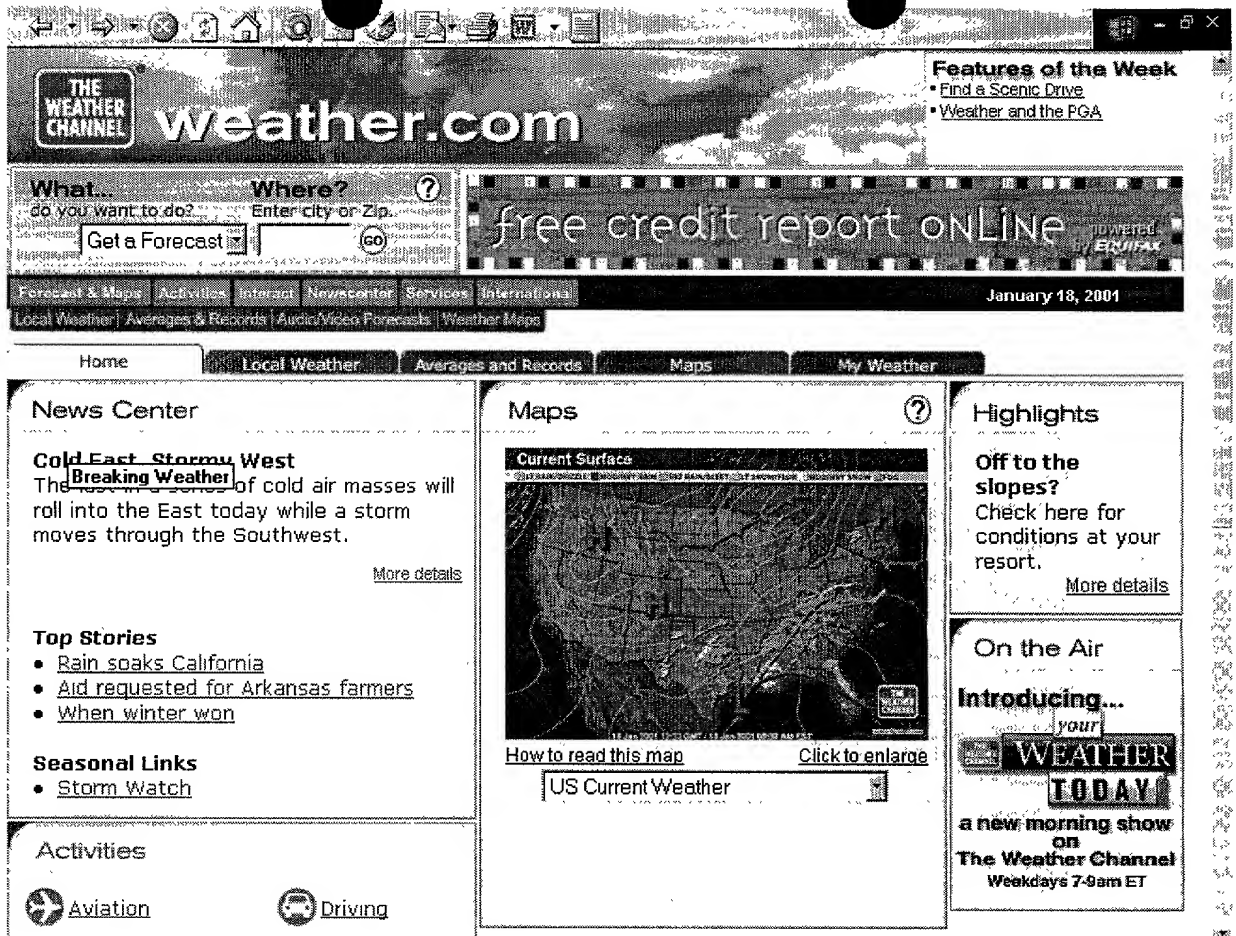 THE
WEATHER
CHANNEL
weather.com
Features of the Week
Find a Scenic Drive
Weather and the PGA
What...
do you want to do?
Get a Forecast
Where?
Enter city or Zip.
GO
free credit report onLine
powered
by EQUIFAX
Forecast & Maps Activities Interact Newscenter Services International
January 18, 2001
Local Weather | Averages & Records | Audio/Video Forecasts | Weather Maps
Home Local Weather Averages and Records Maps My Weather
News Center
Cold East, Stormy West
Breaking Weather
The of cold air masses will
roll into the East today while a storm
moves through the Southwest.
More details
Top Stories
• Rain soaks California
• Aid requested for Arkansas farmers
• When winter won
Seasonal Links
• Storm Watch
Activities
Aviation Driving
Maps
Current Surface
How to read this map Click to enlarge
US Current Weather
Highlights
Off to the
slopes?
Check here for
conditions at your
resort.
More details
On the Air
Introducing...
your
WEATHER
TODAY
a new morning show
on
The Weather Channel
Weekdays 7-9am ET